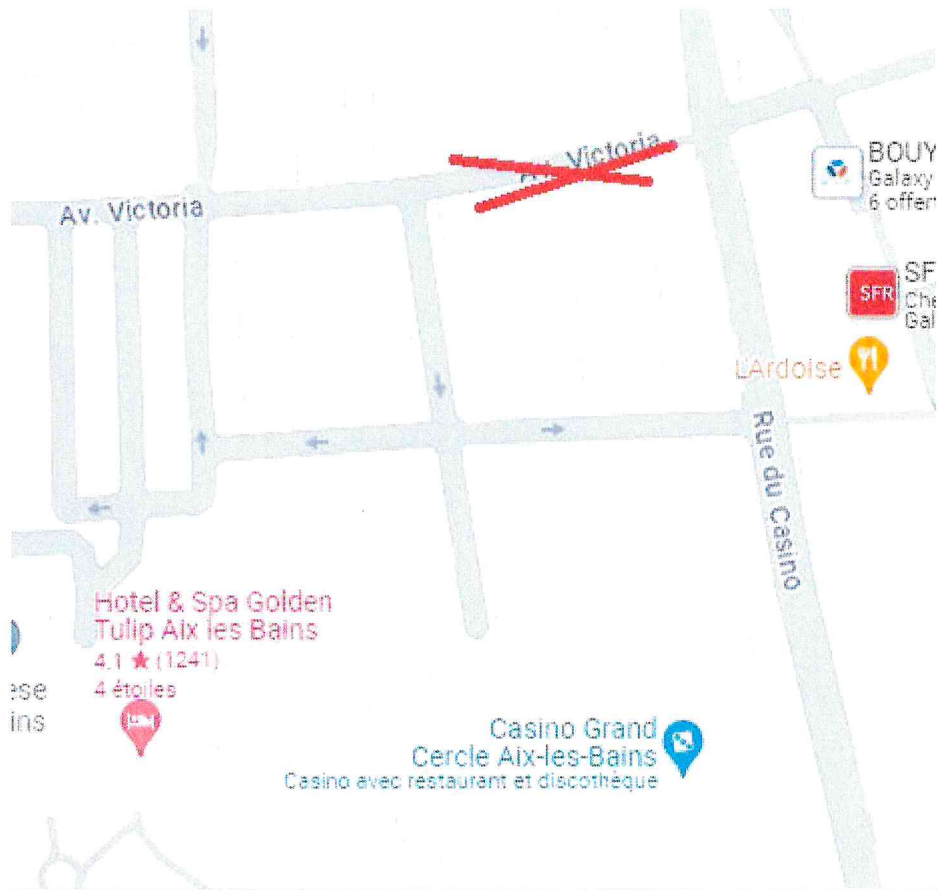 Av. Victoria
Av. Victoria
BOUY
Galaxy
6 offert
SF
SFR
Che
Gal
L'Ardoise
Rue du Casino
Hotel & Spa Golden
Tulip Aix les Bains
4,1 ★ (1241)
4 étoiles
ese
ins
Casino Grand
Cercle Aix-les-Bains
Casino avec restaurant et discothèque